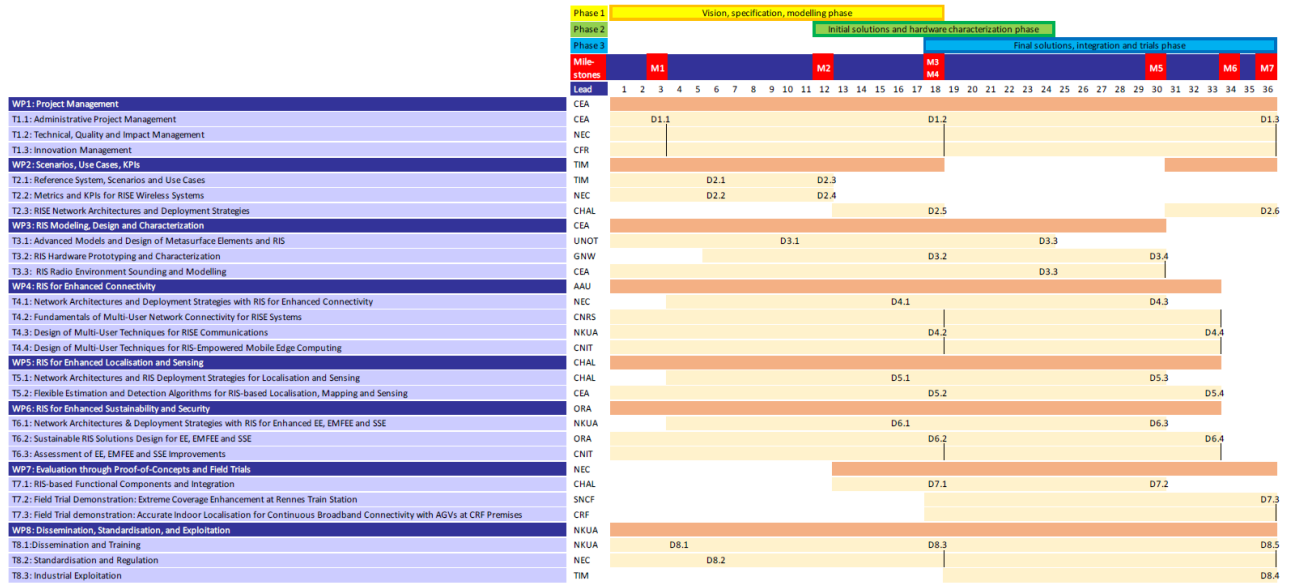 Phase 1 Vision, specification, modelling phase
Phase 2 Initial solutions and hardware characterization phase
Phase 3 Final solutions, integration and trials phase
Mile-stones M1 M2 M3 M4 M5 M6 M7
Lead 1 2 3 4 5 6 7 8 9 10 11 12 13 14 15 16 17 18 19 20 21 22 23 24 25 26 27 28 29 30 31 32 33 34 35 36
WP1: Project Management CEA
T1.1: Administrative Project Management CEA D1.1 D1.2 D1.3
T1.2: Technical, Quality and Impact Management NEC
T1.3: Innovation Management CFR
WP2: Scenarios, Use Cases, KPIs TIM
T2.1: Reference System, Scenarios and Use Cases TIM D2.1 D2.3
T2.2: Metrics and KPIs for RISE Wireless Systems NEC D2.2 D2.4
T2.3: RISE Network Architectures and Deployment Strategies CHAL D2.5 D2.6
WP3: RIS Modeling, Design and Characterization CEA
T3.1: Advanced Models and Design of Metasurface Elements and RIS UNOT D3.1 D3.3
T3.2: RIS Hardware Prototyping and Characterization GNW D3.2 D3.4
T3.3: RIS Radio Environment Sounding and Modelling CEA D3.3
WP4: RIS for Enhanced Connectivity AAU
T4.1: Network Architectures and Deployment Strategies with RIS for Enhanced Connectivity NEC D4.1 D4.3
T4.2: Fundamentals of Multi-User Network Connectivity for RISE Systems CNRS
T4.3: Design of Multi-User Techniques for RISE Communications NKUA D4.2 D4.4
T4.4: Design of Multi-User Techniques for RIS-Empowered Mobile Edge Computing CNIT
WP5: RIS for Enhanced Localisation and Sensing CHAL
T5.1: Network Architectures and RIS Deployment Strategies for Localisation and Sensing CHAL D5.1 D5.3
T5.2: Flexible Estimation and Detection Algorithms for RIS-based Localisation, Mapping and Sensing CEA D5.2 D5.4
WP6: RIS for Enhanced Sustainability and Security ORA
T6.1: Network Architectures & Deployment Strategies with RIS for Enhanced EE, EMFEE and SSE NKUA D6.1 D6.3
T6.2: Sustainable RIS Solutions Design for EE, EMFEE and SSE ORA D6.2 D6.4
T6.3: Assessment of EE, EMFEE and SSE Improvements CNIT
WP7: Evaluation through Proof-of-Concepts and Field Trials NEC
T7.1: RIS-based Functional Components and Integration CHAL D7.1 D7.2
T7.2: Field Trial Demonstration: Extreme Coverage Enhancement at Rennes Train Station SNCF D7.3
T7.3: Field Trial demonstration: Accurate Indoor Localisation for Continuous Broadband Connectivity with AGVs at CRF Premises CRF
WP8: Dissemination, Standardisation, and Exploitation NKUA
T8.1:Dissemination and Training NKUA D8.1 D8.3 D8.5
T8.2: Standardisation and Regulation NEC D8.2
T8.3: Industrial Exploitation TIM D8.4